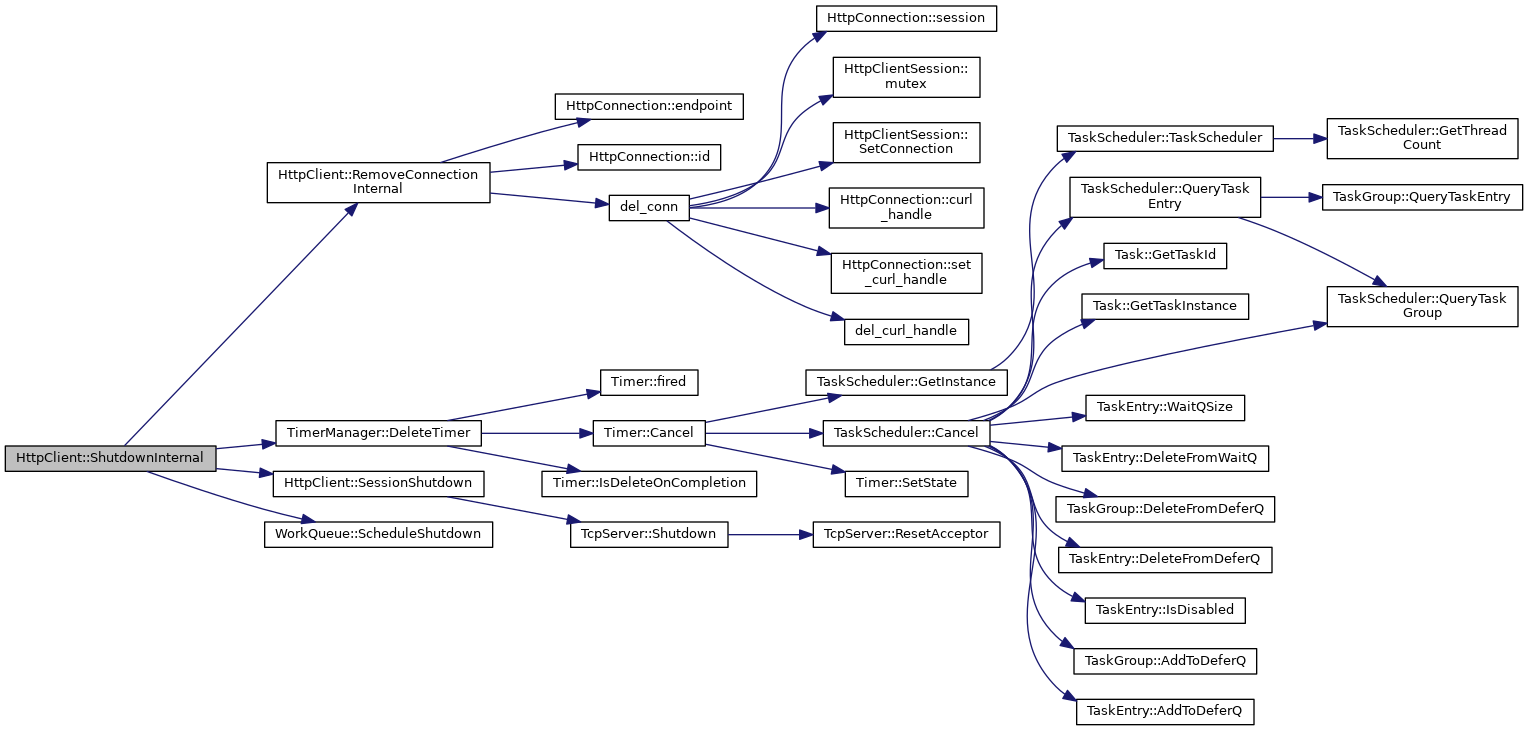 HttpConnection::session
HttpClientSession::
mutex
HttpConnection::endpoint
HttpClientSession::
SetConnection
TaskScheduler::TaskScheduler
TaskScheduler::GetThread
Count
HttpConnection::id
HttpClient::RemoveConnection
Internal
del_conn
HttpConnection::curl
_handle
TaskScheduler::QueryTask
Entry
TaskGroup::QueryTaskEntry
HttpConnection::set
_curl_handle
Task::GetTaskId
Task::GetTaskInstance
TaskScheduler::QueryTask
Group
del_curl_handle
Timer::fired
TaskScheduler::GetInstance
TaskEntry::WaitQSize
TimerManager::DeleteTimer
Timer::Cancel
TaskScheduler::Cancel
HttpClient::ShutdownInternal
TaskEntry::DeleteFromWaitQ
HttpClient::SessionShutdown
Timer::IsDeleteOnCompletion
Timer::SetState
TaskGroup::DeleteFromDeferQ
WorkQueue::ScheduleShutdown
TcpServer::Shutdown
TcpServer::ResetAcceptor
TaskEntry::DeleteFromDeferQ
TaskEntry::IsDisabled
TaskGroup::AddToDeferQ
TaskEntry::AddToDeferQ